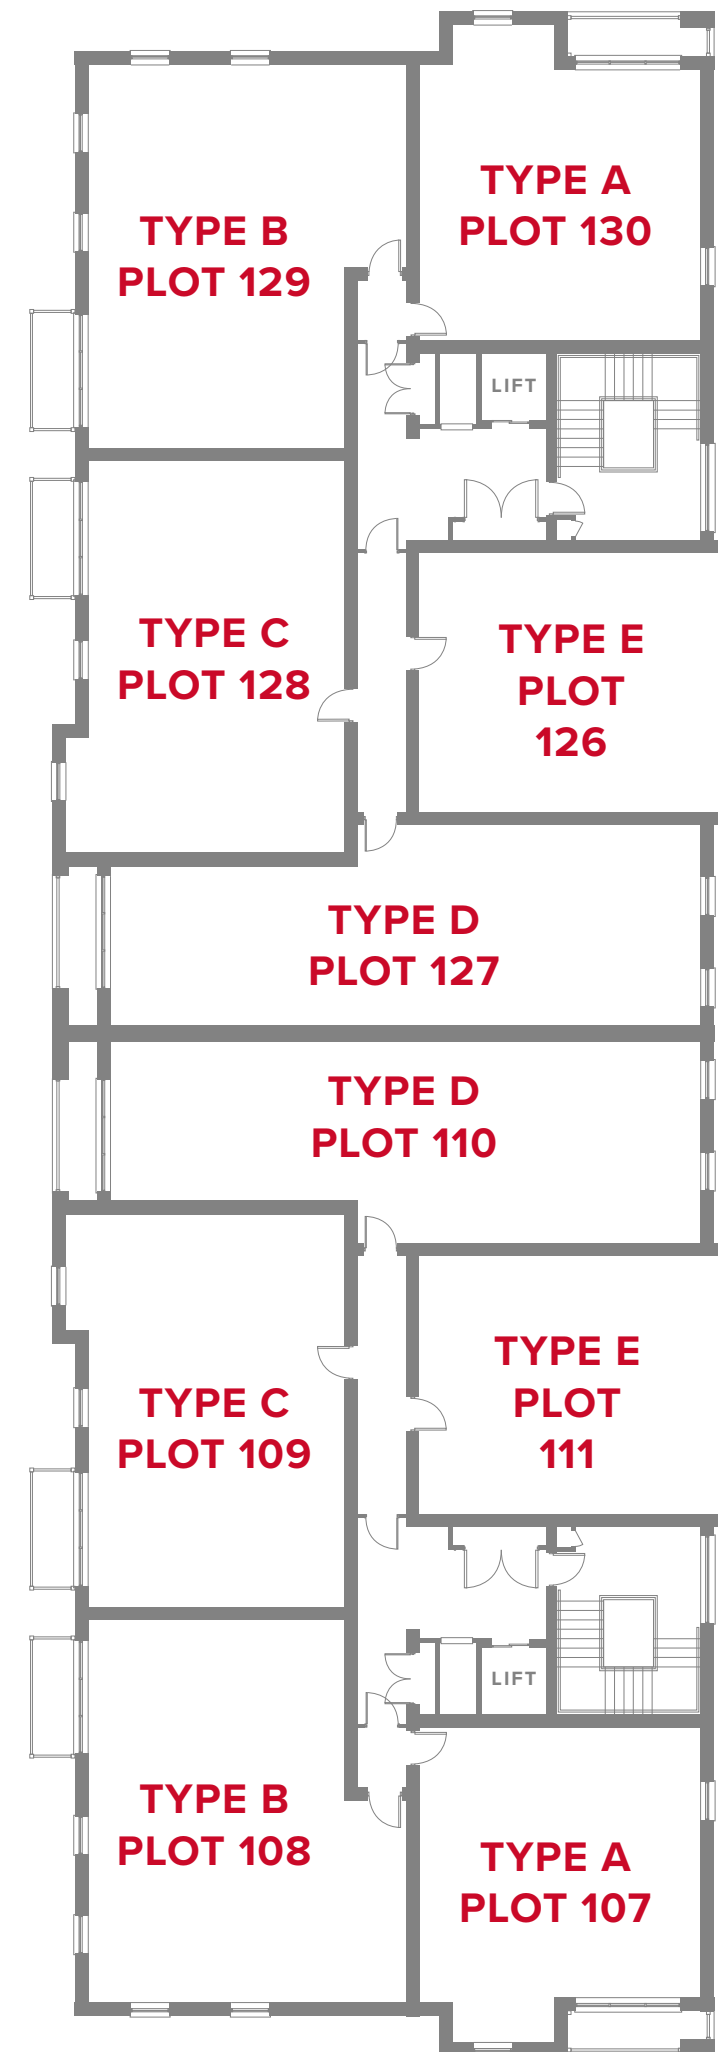 TYPE A
PLOT 130
TYPE B
PLOT 129
LIFT
TYPE C
PLOT 128
TYPE E
PLOT
126
TYPE D
PLOT 127
TYPE D
PLOT 110
TYPE E
PLOT
111
TYPE C
PLOT 109
LIFT
TYPE B
PLOT 108
TYPE A
PLOT 107